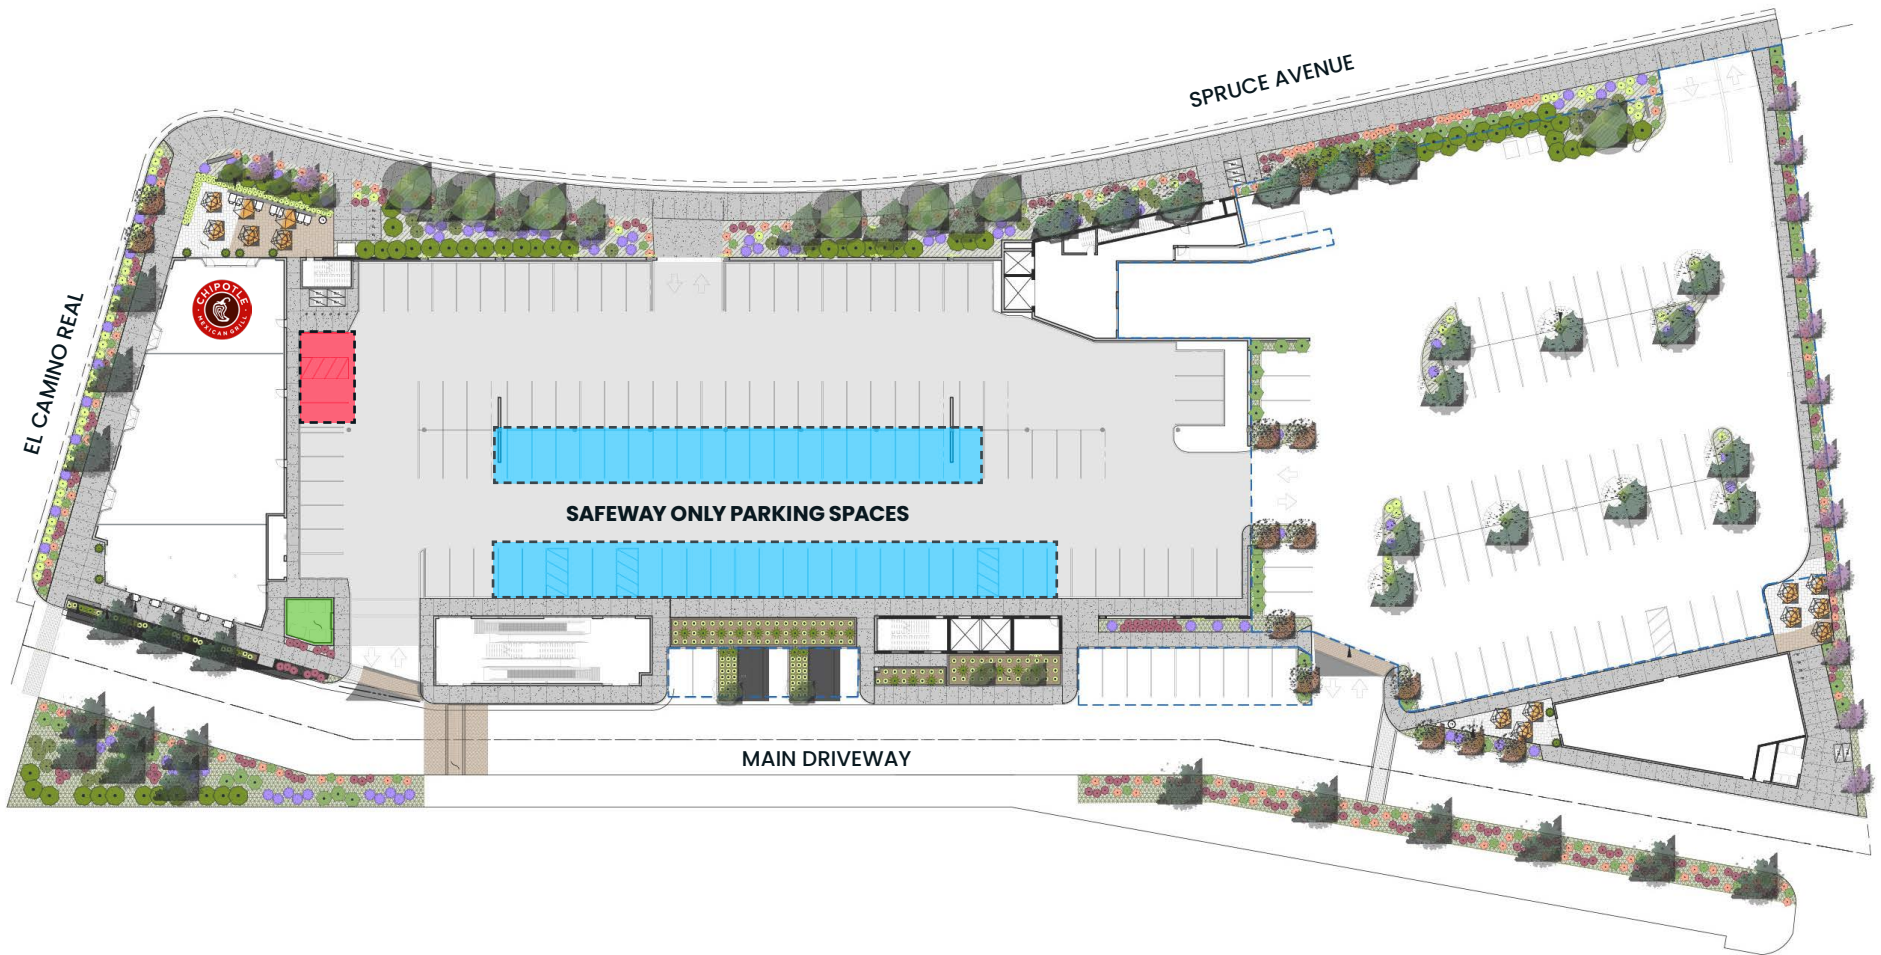 SPRUCE AVENUE
CHIPOTLE
MEXICAN GRILL
EL CAMINO REAL
SAFEWAY ONLY PARKING SPACES
MAIN DRIVEWAY